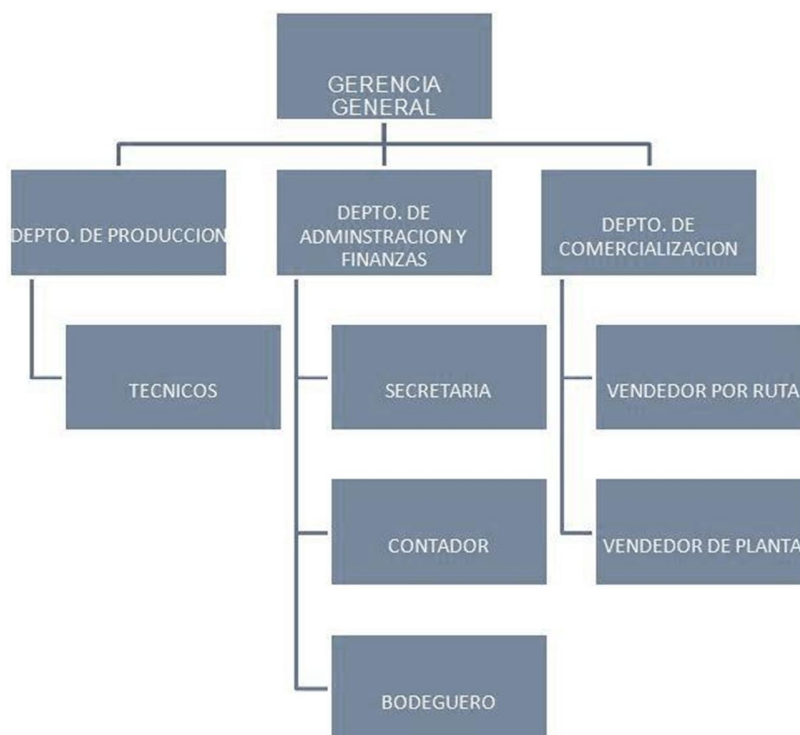 GERENCIA
GENERAL
DEPTO. DE PRODUCCION
DEPTO. DE
ADMINSTRACION Y
FINANZAS
DEPTO. DE
COMERCIALIZACION
TECNICOS
SECRETARIA
VENDEDOR POR RUTA
CONTADOR
VENDEDOR DE PLANTA
BODEGUERO